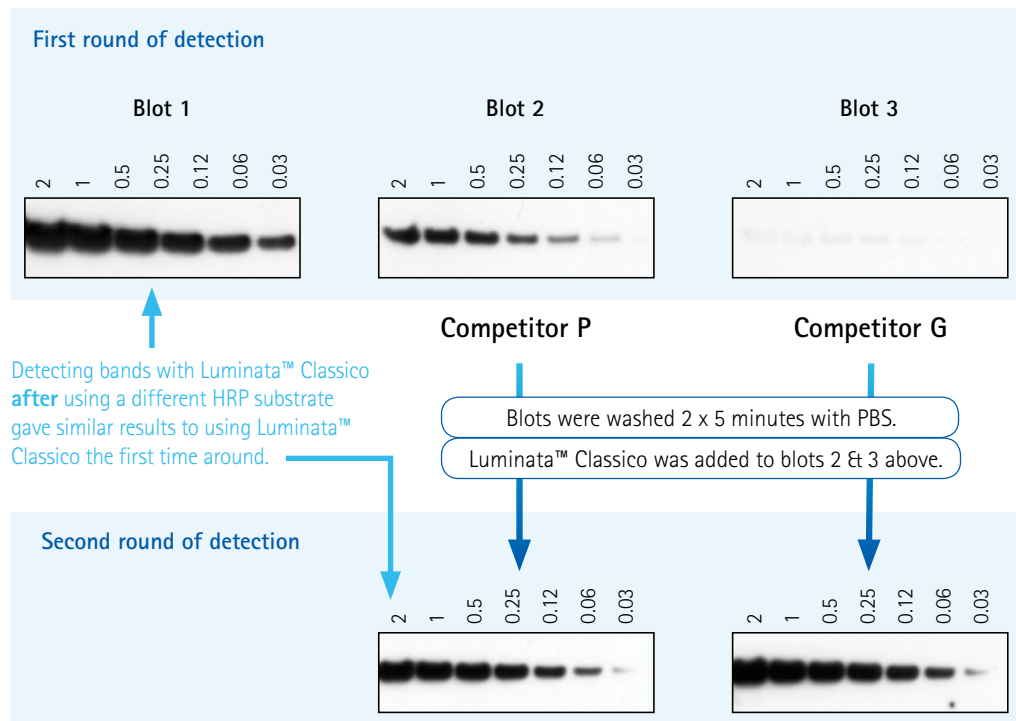 First round of detection
Blot 1
Blot 2
Blot 3
2 1 0.5 0.25 0.12 0.06 0.03
2 1 0.5 0.25 0.12 0.06 0.03
2 1 0.5 0.25 0.12 0.06 0.03
Competitor P
Competitor G
Detecting bands with Luminata™ Classico
after using a different HRP substrate
gave similar results to using Luminata™
Classico the first time around.
Blots were washed 2 x 5 minutes with PBS.
Luminata™ Classico was added to blots 2 & 3 above.
Second round of detection
2 1 0.5 0.25 0.12 0.06 0.03
2 1 0.5 0.25 0.12 0.06 0.03